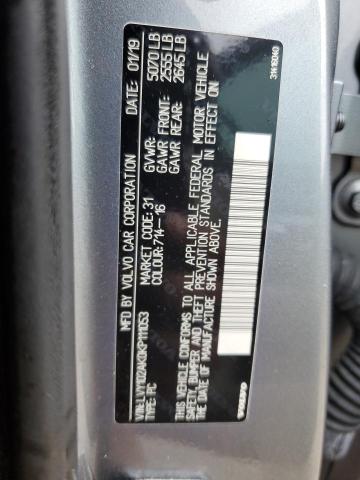 MFD BY VOLVO CAR CORPORATION 01/19
MARKET CODE: 31 GVWR: 5070 LB
COLOUR: 714-16 GAWR FRONT: 2555 LB
GAWR REAR: 2645 LB
TYPE: PC
THIS VEHICLE CONFORMS TO ALL APPLICABLE FEDERAL MOTOR VEHICLE
SAFETY, BUMPER AND THEFT PREVENTION STANDARDS IN EFFECT ON
THE DATE OF MANUFACTURE SHOWN ABOVE.
VOLVO
31416040